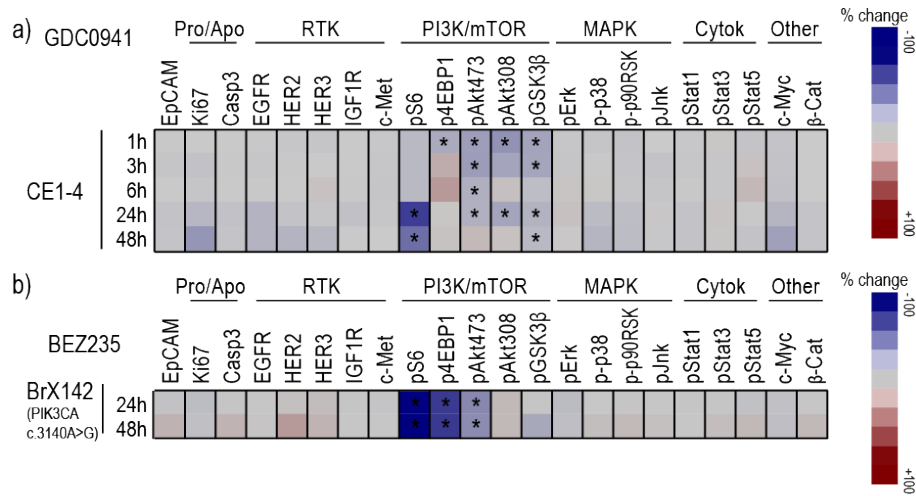 a) GDC0941
Pro/Apo RTK PI3K/mTOR MAPK Cytok Other
EpCAM Ki67 Casp3 EGFR HER2 HER3 IGF1R c-Met pS6 p4EBP1 pAkt473 pAkt308 pGSK3β pErk p-p38 p-p90RSK pJnk pStat1 pStat3 pStat5 c-Myc β-Cat
CE1-4
1h * * * *
3h * *
6h *
24h * * * *
48h * *
% change
-100
+100
b) BEZ235
Pro/Apo RTK PI3K/mTOR MAPK Cytok Other
EpCAM Ki67 Casp3 EGFR HER2 HER3 IGF1R c-Met pS6 p4EBP1 pAkt473 pAkt308 pGSK3β pErk p-p38 p-p90RSK pJnk pStat1 pStat3 pStat5 c-Myc β-Cat
BrX142
(PIK3CA
c.3140A>G)
24h * * *
48h * * *
% change
-100
+100